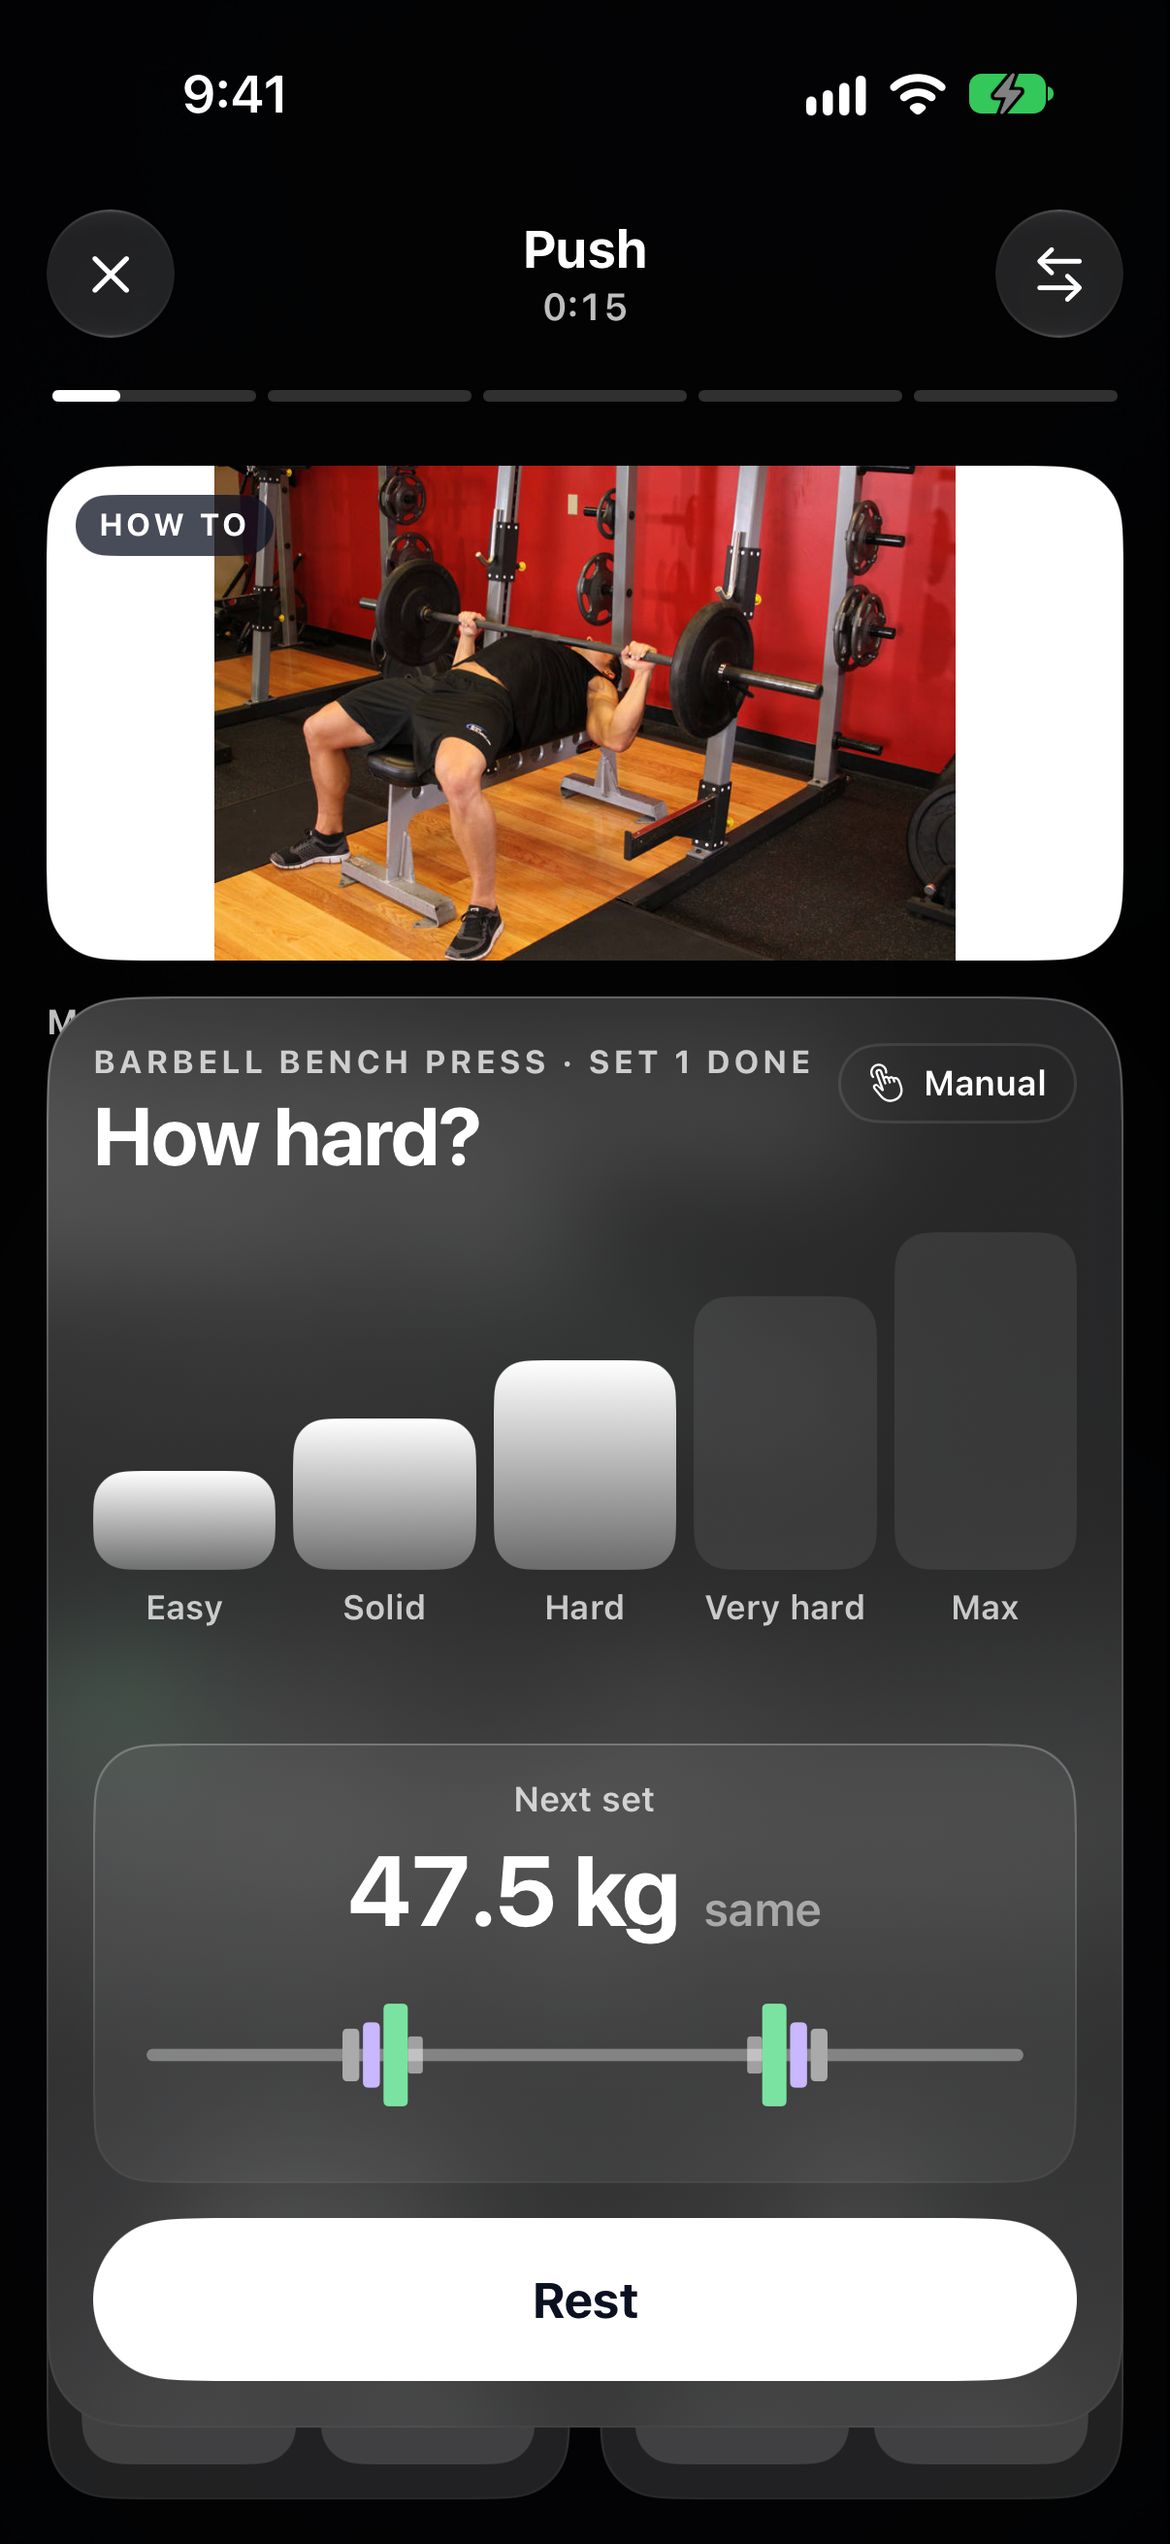 9:41
Push
0:15
HOW TO
M
BARBELL BENCH PRESS · SET 1 DONE
Manual
How hard?
Easy
Solid
Hard
Very hard
Max
Next set
47.5 kg same
Rest